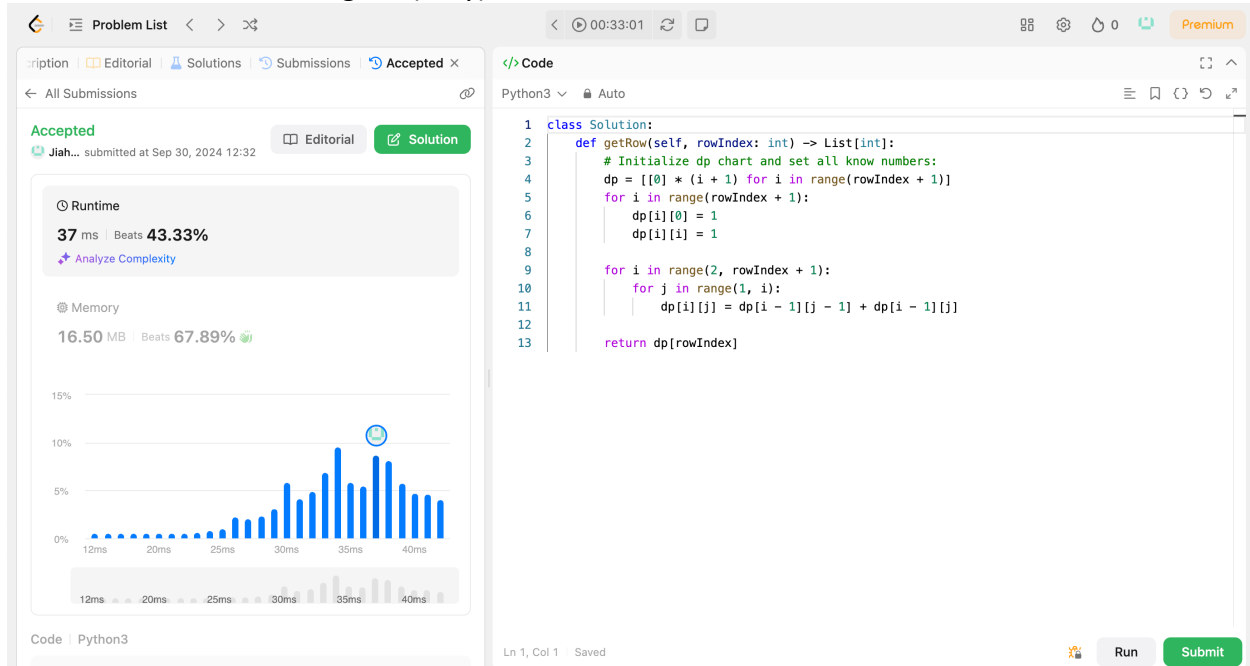 Problem List
00:33:01
0
Premium
ription
Editorial
Solutions
Submissions
Accepted
All Submissions
Accepted
Editorial
Solution
Jiah... submitted at Sep 30, 2024 12:32
Runtime
37 ms Beats 43.33%
Analyze Complexity
Memory
16.50 MB Beats 67.89%
15%
10%
5%
0%
12ms 20ms 25ms 30ms 35ms 40ms
12ms 20ms 25ms 30ms 35ms 40ms
Code Python3
</> Code
Python3 Auto
1 class Solution:
2 def getRow(self, rowIndex: int) -> List[int]:
3 # Initialize dp chart and set all know numbers:
4 dp = [[0] * (i + 1) for i in range(rowIndex + 1)]
5 for i in range(rowIndex + 1):
6 dp[i][0] = 1
7 dp[i][i] = 1
8
9 for i in range(2, rowIndex + 1):
10 for j in range(1, i):
11 dp[i][j] = dp[i - 1][j - 1] + dp[i - 1][j]
12
13 return dp[rowIndex]
Ln 1, Col 1 Saved
Run
Submit